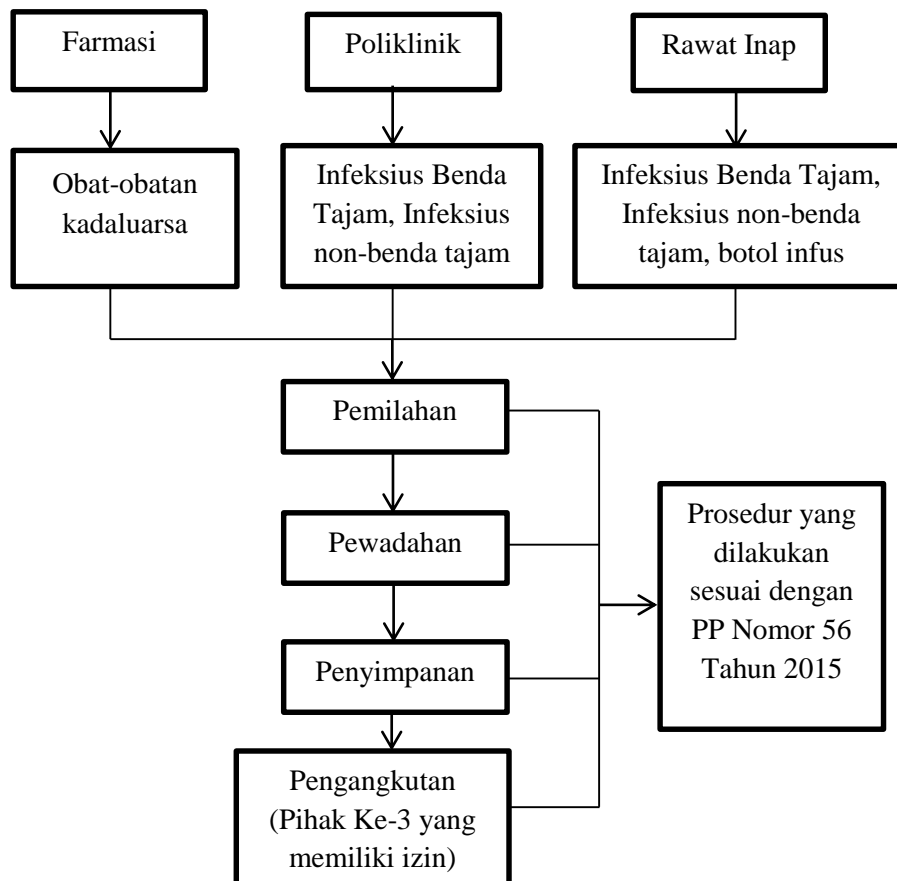 Farmasi
Poliklinik
Rawat Inap
Obat-obatan
kadaluarsa
Infeksius Benda
Tajam, Infeksius
non-benda tajam
Infeksius Benda Tajam,
Infeksius non-benda
tajam, botol infus
Pemilahan
Pewadahan
Penyimpanan
Pengangkutan
(Pihak Ke-3 yang
memiliki izin)
Prosedur yang
dilakukan
sesuai dengan
PP Nomor 56
Tahun 2015